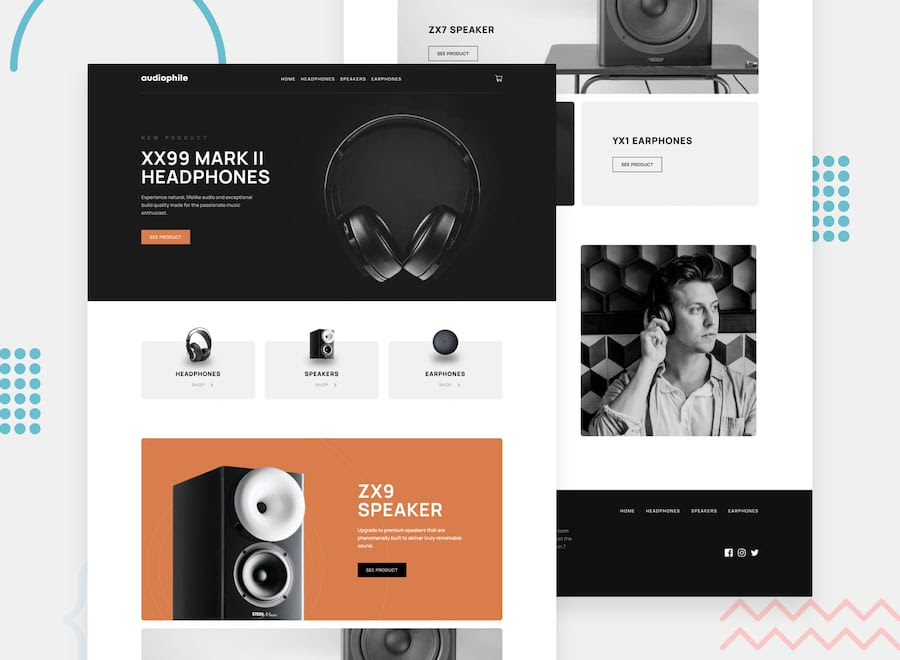 ZX7 SPEAKER
SEE PRODUCT
audiophile
HOME HEADPHONES SPEAKERS EARPHONES
NEW PRODUCT
XX99 MARK II
HEADPHONES
Experience natural, lifelike audio and exceptional
build quality made for the passionate music
enthusiast.
SEE PRODUCT
YX1 EARPHONES
SEE PRODUCT
HEADPHONES
SHOP
SPEAKERS
SHOP
EARPHONES
SHOP
ZX9
SPEAKER
Upgrade to premium speakers that are
phenomenally built to deliver truly remarkable
sound.
SEE PRODUCT
STEIN Music
HOME HEADPHONES SPEAKERS EARPHONES
room